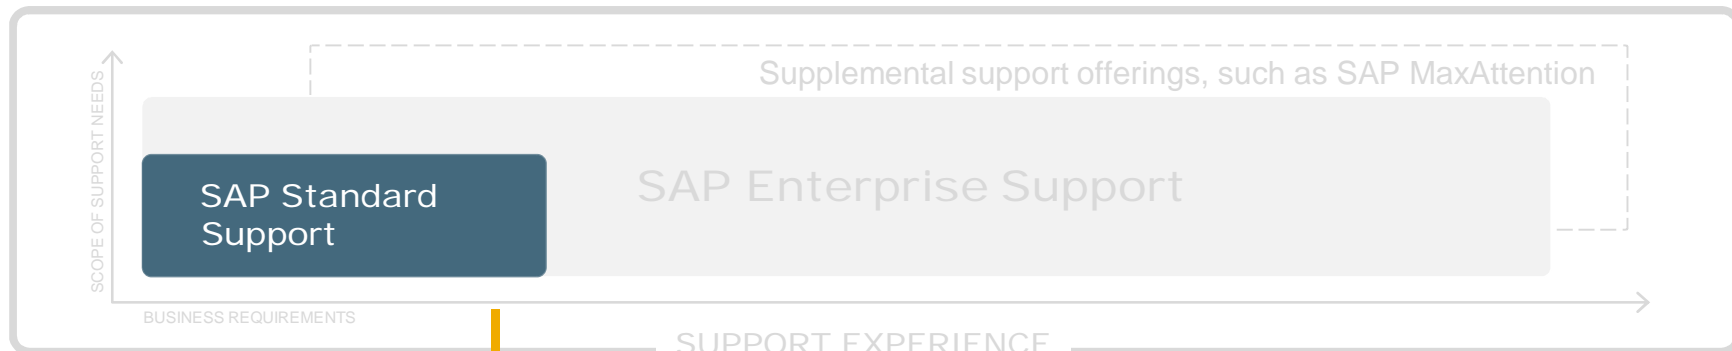 Supplemental support offerings, such as SAP MaxAttention
SCOPE OF SUPPORT NEEDS
SAP Enterprise Support
SAP Standard
Support
BUSINESS REQUIREMENTS
SUPPORT EXPERIENCE